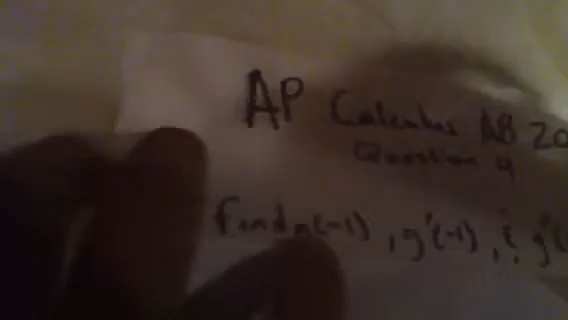 AP Calculus AB 20
Question 4
find g(-1), g'(-1), & g"(